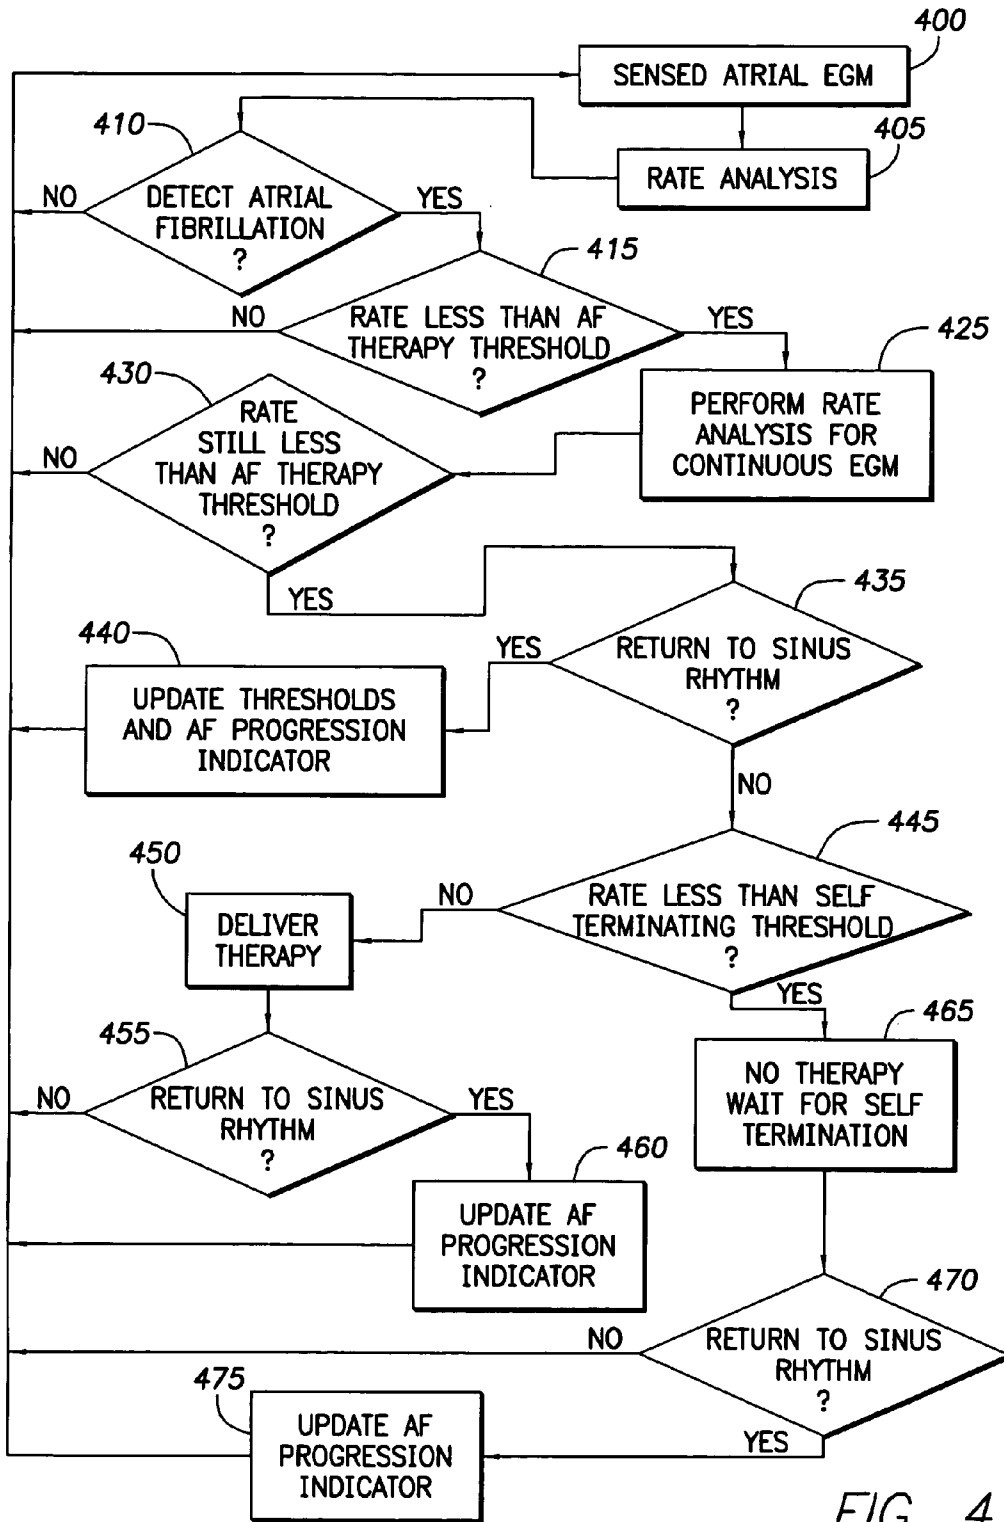 400
SENSED ATRIAL EGM
405
RATE ANALYSIS
410
DETECT ATRIAL
FIBRILLATION
?
NO
YES
415
RATE LESS THAN AF
THERAPY THRESHOLD
?
NO
YES
425
PERFORM RATE
ANALYSIS FOR
CONTINUOUS EGM
430
RATE
STILL LESS
THAN AF THERAPY
THRESHOLD
?
NO
YES
435
RETURN TO SINUS
RHYTHM
?
YES
NO
440
UPDATE THRESHOLDS
AND AF PROGRESSION
INDICATOR
445
RATE LESS THAN SELF
TERMINATING THRESHOLD
?
NO
YES
450
DELIVER
THERAPY
455
RETURN TO SINUS
RHYTHM
?
NO
YES
460
UPDATE AF
PROGRESSION
INDICATOR
465
NO THERAPY
WAIT FOR SELF
TERMINATION
470
RETURN TO SINUS
RHYTHM
?
NO
YES
475
UPDATE AF
PROGRESSION
INDICATOR
FIG. 4